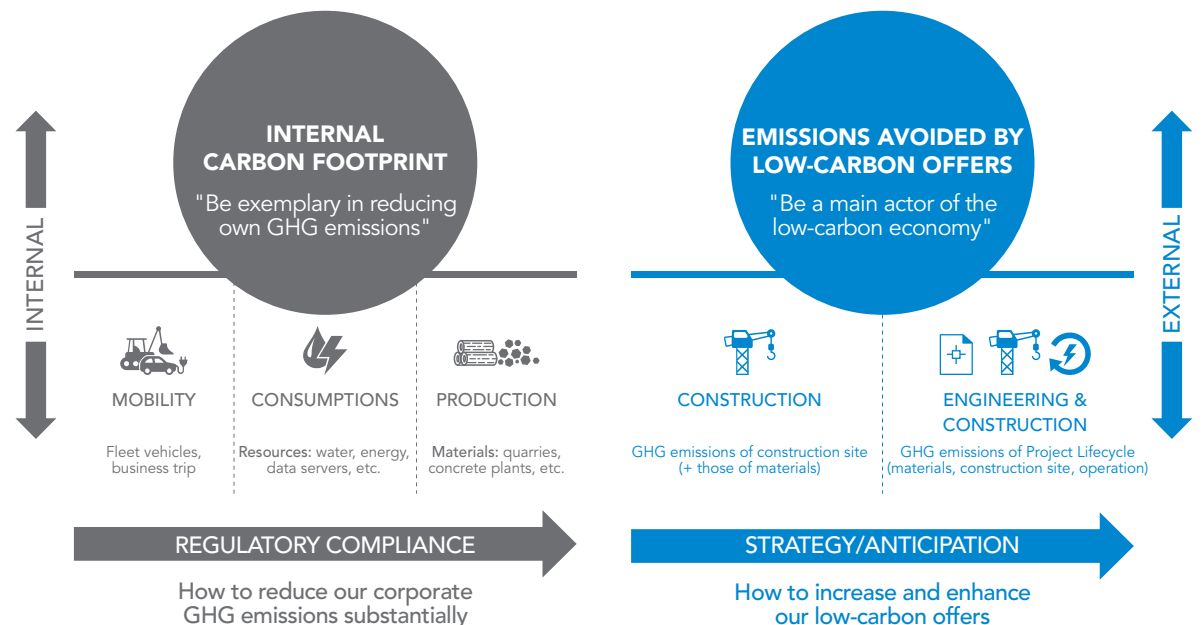 INTERNAL
INTERNAL
CARBON FOOTPRINT
"Be exemplary in reducing
own GHG emissions"
MOBILITY
Fleet vehicles,
business trip
CONSUMPTIONS
Resources: water, energy,
data servers, etc.
PRODUCTION
Materials: quarries,
concrete plants, etc.
REGULATORY COMPLIANCE
How to reduce our corporate
GHG emissions substantially
EMISSIONS AVOIDED BY
LOW-CARBON OFFERS
"Be a main actor of the
low-carbon economy"
EXTERNAL
CONSTRUCTION
GHG emissions of construction site
(+ those of materials)
ENGINEERING &
CONSTRUCTION
GHG emissions of Project Lifecycle
(materials, construction site, operation)
STRATEGY/ANTICIPATION
How to increase and enhance
our low-carbon offers